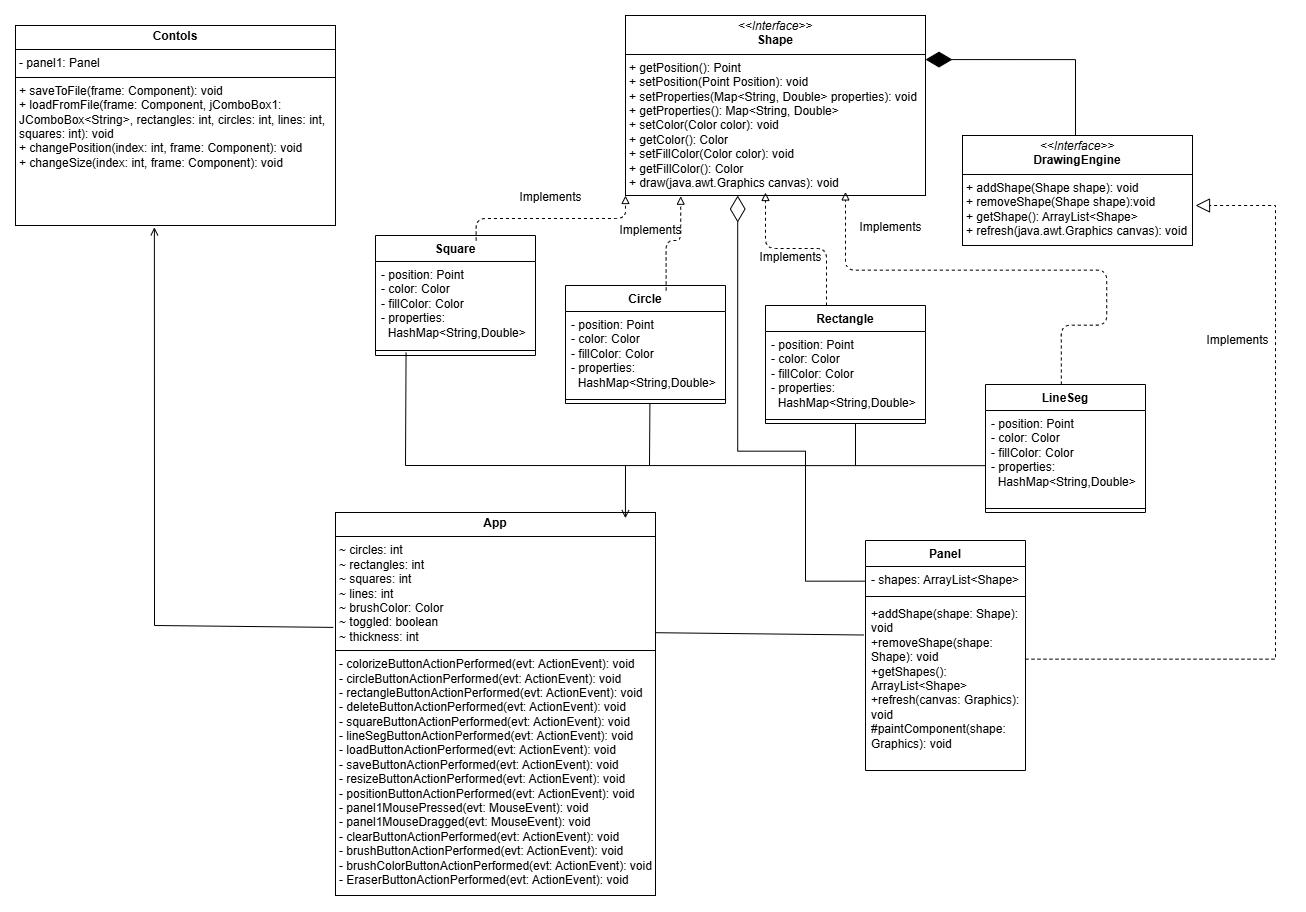 Contols
- panel1: Panel
+ saveToFile(frame: Component): void
+ loadFromFile(frame: Component, jComboBox1:
JComboBox<String>, rectangles: int, circles: int, lines: int,
squares: int): void
+ changePosition(index: int, frame: Component): void
+ changeSize(index: int, frame: Component): void
<<Interface>>
Shape
+ getPosition(): Point
+ setPosition(Point Position): void
+ setProperties(Map<String, Double> properties): void
+ getProperties(): Map<String, Double>
+ setColor(Color color): void
+ getColor(): Color
+ setFillColor(Color color): void
+ getFillColor(): Color
+ draw(java.awt.Graphics canvas): void
<<Interface>>
DrawingEngine
+ addShape(Shape shape): void
+ removeShape(Shape shape):void
+ getShape(): ArrayList<Shape>
+ refresh(java.awt.Graphics canvas): void
Implements
Implements
Implements
Implements
Implements
Square
- position: Point
- color: Color
- fillColor: Color
- properties:
HashMap<String,Double>
Circle
- position: Point
- color: Color
- fillColor: Color
- properties:
HashMap<String,Double>
Rectangle
- position: Point
- color: Color
- fillColor: Color
- properties:
HashMap<String,Double>
LineSeg
- position: Point
- color: Color
- fillColor: Color
- properties:
HashMap<String,Double>
App
~ circles: int
~ rectangles: int
~ squares: int
~ lines: int
~ brushColor: Color
~ toggled: boolean
~ thickness: int
- colorizeButtonActionPerformed(evt: ActionEvent): void
- circleButtonActionPerformed(evt: ActionEvent): void
- rectangleButtonActionPerformed(evt: ActionEvent): void
- deleteButtonActionPerformed(evt: ActionEvent): void
- squareButtonActionPerformed(evt: ActionEvent): void
- lineSegButtonActionPerformed(evt: ActionEvent): void
- loadButtonActionPerformed(evt: ActionEvent): void
- saveButtonActionPerformed(evt: ActionEvent): void
- resizeButtonActionPerformed(evt: ActionEvent): void
- positionButtonActionPerformed(evt: ActionEvent): void
- panel1MousePressed(evt: MouseEvent): void
- panel1MouseDragged(evt: MouseEvent): void
- clearButtonActionPerformed(evt: ActionEvent): void
- brushButtonActionPerformed(evt: ActionEvent): void
- brushColorButtonActionPerformed(evt: ActionEvent): void
- EraserButtonActionPerformed(evt: ActionEvent): void
Panel
- shapes: ArrayList<Shape>
+addShape(shape: Shape):
void
+removeShape(shape:
Shape): void
+getShapes():
ArrayList<Shape>
+refresh(canvas: Graphics):
void
#paintComponent(shape:
Graphics): void